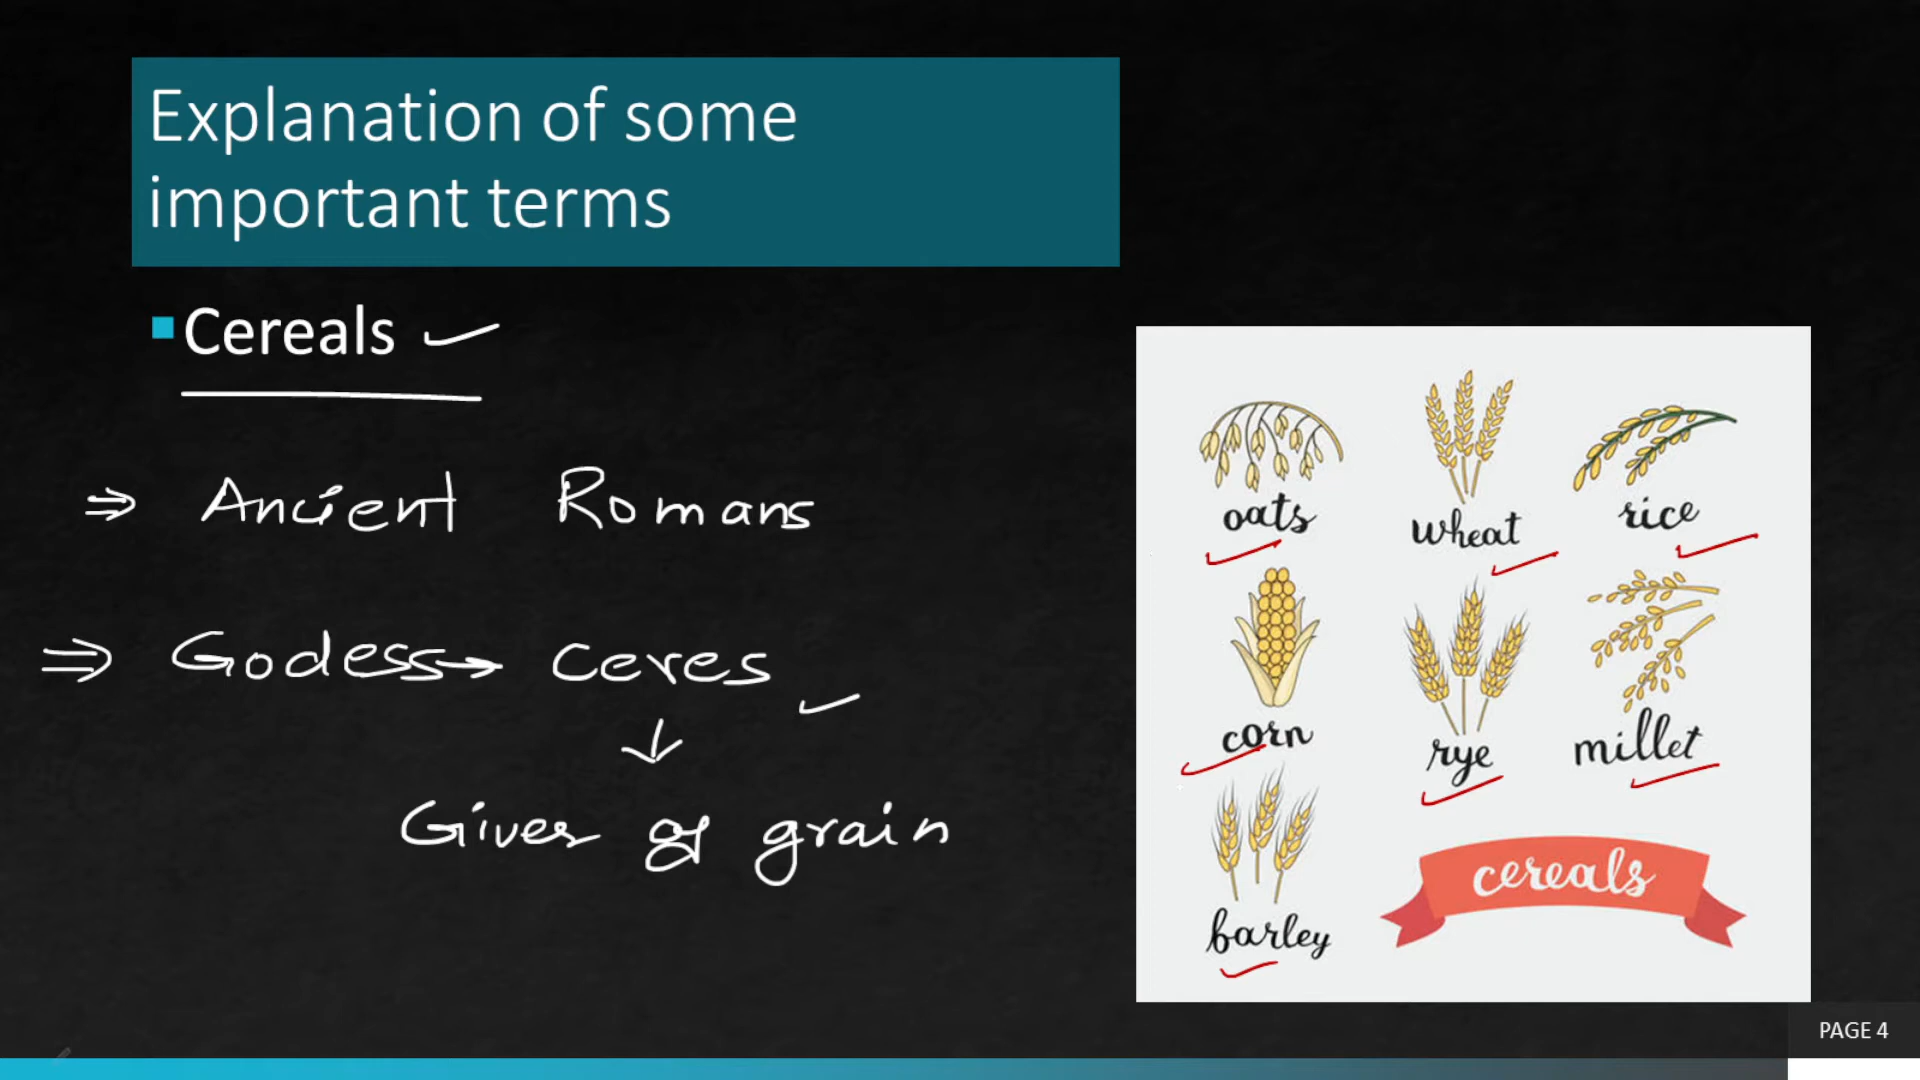 Explanation of some
important terms
Cereals
⇒ Ancient Romans
⇒ Godess → Ceres
↓
Giver of grain
oats wheat rice
corn rye millet
barley cereals
PAGE 4